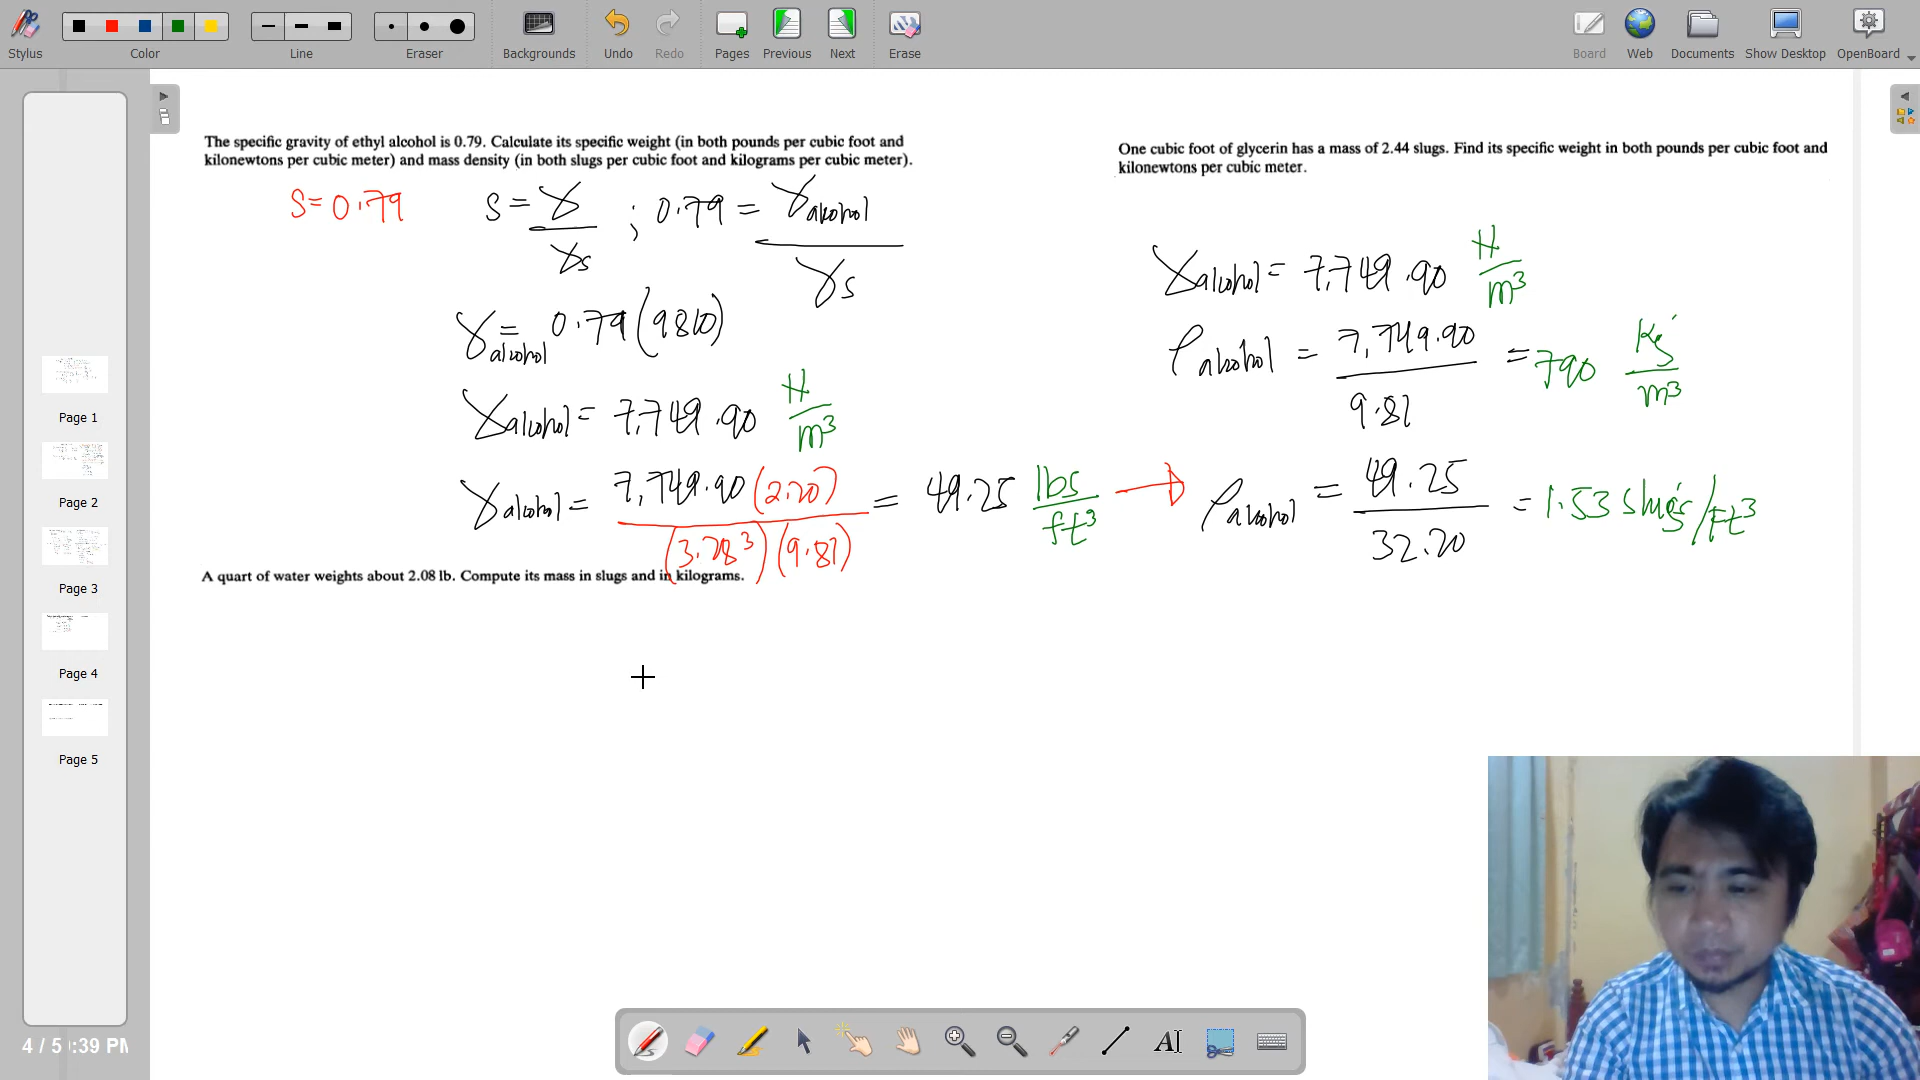 Stylus
Color
Line
Eraser
Backgrounds
Undo
Redo
Pages
Previous
Next
Erase
Board
Web
Documents
Show Desktop
OpenBoard
Page 1
Page 2
Page 3
Page 4
Page 5
4 / 5
:39 PM
The specific gravity of ethyl alcohol is 0.79. Calculate its specific weight (in both pounds per cubic foot and
kilonewtons per cubic meter) and mass density (in both slugs per cubic foot and kilograms per cubic meter).
S = 0.79
S = γ / γs ; 0.79 = γalcohol / γs
γalcohol = 0.79 (9810)
γalcohol = 7,749.90 N/m³
γalcohol = 7,749.90 (2.20) / (3.28³)(9.81) = 49.25 lbs/ft³
A quart of water weights about 2.08 lb. Compute its mass in slugs and in kilograms.
One cubic foot of glycerin has a mass of 2.44 slugs. Find its specific weight in both pounds per cubic foot and
kilonewtons per cubic meter.
γalcohol = 7,749.90 N/m³
ρalcohol = 7,749.90 / 9.81 = 790 kg/m³
ρalcohol = 49.25 / 32.20 = 1.53 slugs/ft³